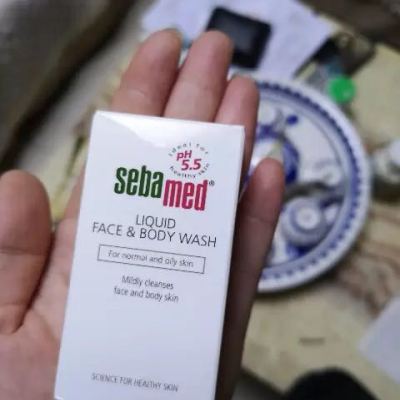 ideal for
pH
5.5
healthy skin
sebamed®
LIQUID
FACE & BODY WASH
For normal and oily skin
Mildly cleanses
face and body skin
SCIENCE FOR HEALTHY SKIN